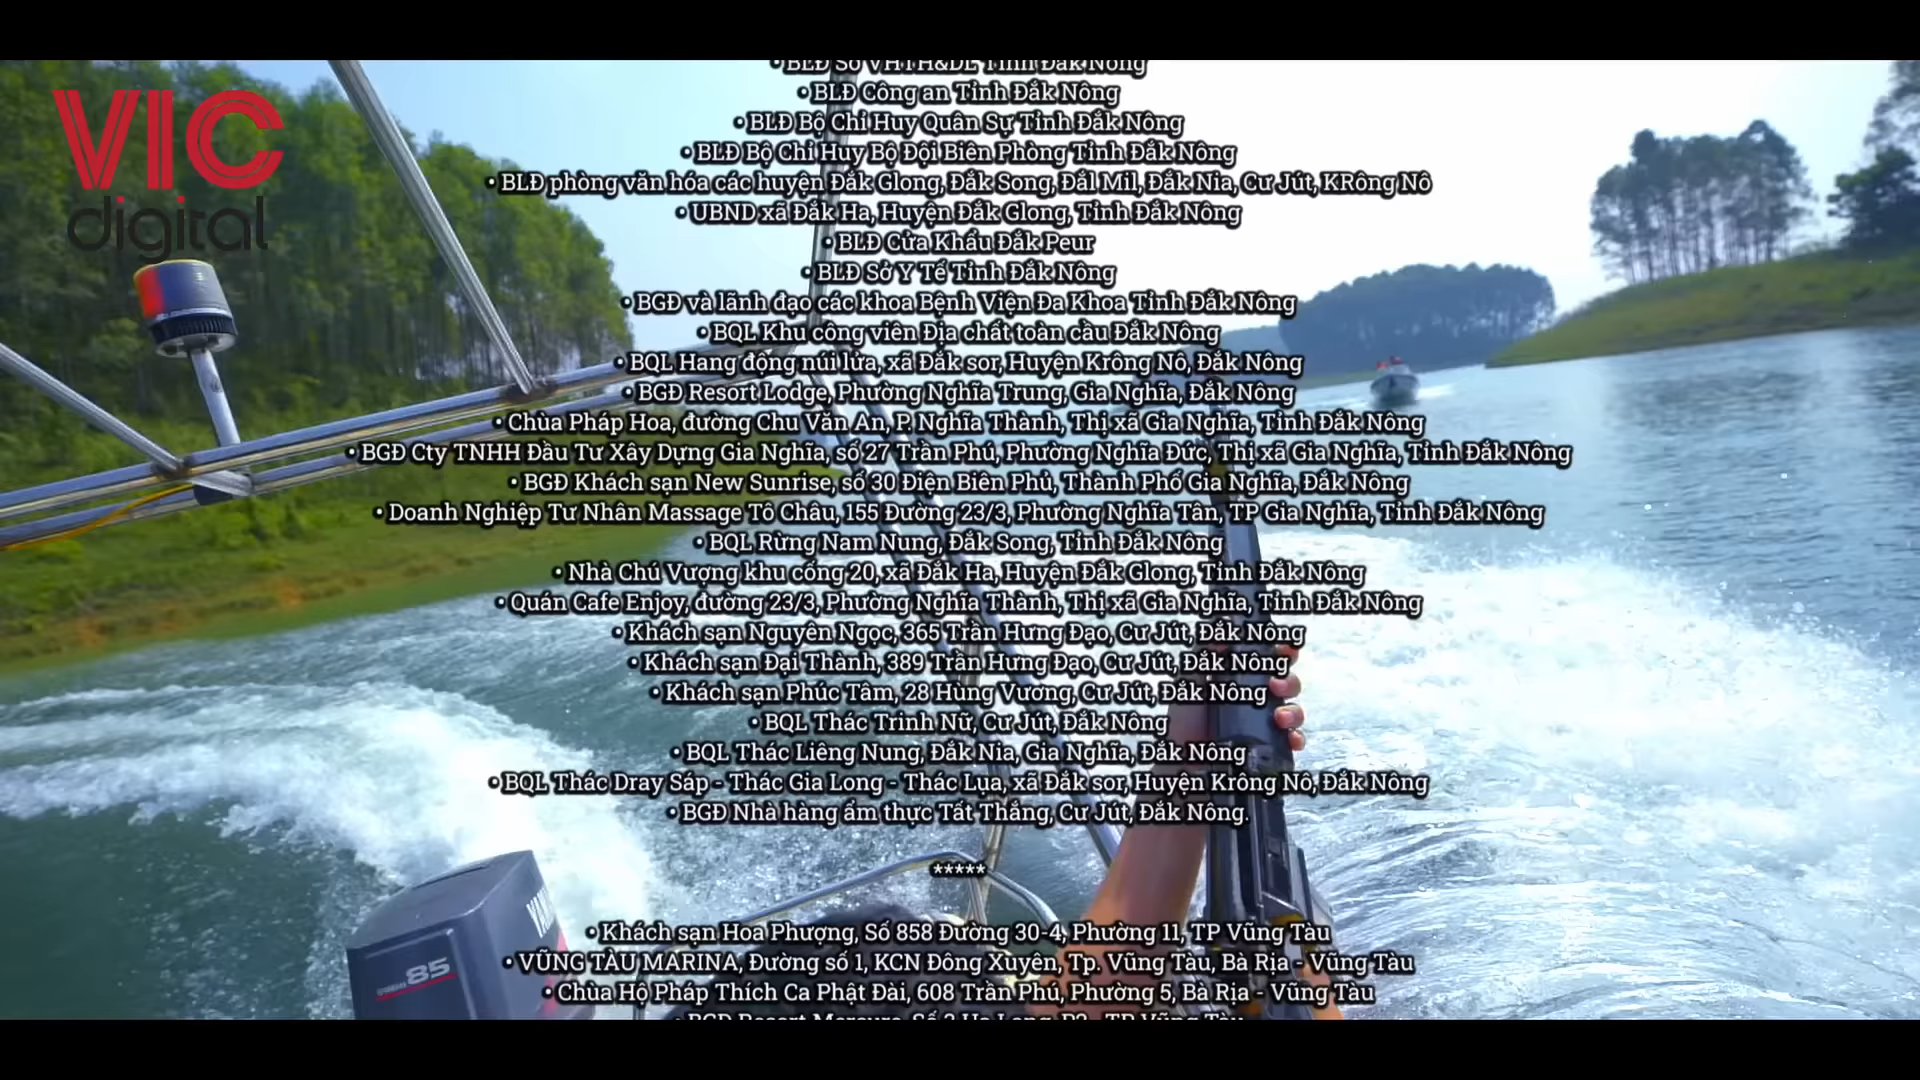 VIC
digital
• BLĐ Sở VHTTH&DL Tỉnh Đắk Nông
• BLĐ Công an Tỉnh Đắk Nông
• BLĐ Bộ Chỉ Huy Quân Sự Tỉnh Đắk Nông
• BLĐ Bộ Chỉ Huy Bộ Đội Biên Phòng Tỉnh Đắk Nông
• BLĐ phòng văn hóa các huyện Đắk Glong, Đắk Song, Đắl Mil, Đắk Nia, Cư Jút, KRông Nô
• UBND xã Đắk Ha, Huyện Đắk Glong, Tỉnh Đắk Nông
• BLĐ Cửa Khẩu Đắk Peur
• BLĐ Sở Y Tế Tỉnh Đắk Nông
• BGĐ và lãnh đạo các khoa Bệnh Viện Đa Khoa Tỉnh Đắk Nông
• BQL Khu công viên Địa chất toàn cầu Đắk Nông
• BQL Hang động núi lửa, xã Đắk sor, Huyện Krông Nô, Đắk Nông
• BGĐ Resort Lodge, Phường Nghĩa Trung, Gia Nghĩa, Đắk Nông
• Chùa Pháp Hoa, đường Chu Văn An, P. Nghĩa Thành, Thị xã Gia Nghĩa, Tỉnh Đắk Nông
• BGĐ Cty TNHH Đầu Tư Xây Dựng Gia Nghĩa, số 27 Trần Phú, Phường Nghĩa Đức, Thị xã Gia Nghĩa, Tỉnh Đắk Nông
• BGĐ Khách sạn New Sunrise, số 30 Điện Biên Phủ, Thành Phố Gia Nghĩa, Đắk Nông
• Doanh Nghiệp Tư Nhân Massage Tô Châu, 155 Đường 23/3, Phường Nghĩa Tân, TP Gia Nghĩa, Tỉnh Đắk Nông
• BQL Rừng Nam Nung, Đắk Song, Tỉnh Đắk Nông
• Nhà Chú Vượng khu cống 20, xã Đắk Ha, Huyện Đắk Glong, Tỉnh Đắk Nông
• Quán Cafe Enjoy, đường 23/3, Phường Nghĩa Thành, Thị xã Gia Nghĩa, Tỉnh Đắk Nông
• Khách sạn Nguyên Ngọc, 365 Trần Hưng Đạo, Cư Jút, Đắk Nông
• Khách sạn Đại Thành, 389 Trần Hưng Đạo, Cư Jút, Đắk Nông
• Khách sạn Phúc Tâm, 28 Hùng Vương, Cư Jút, Đắk Nông
• BQL Thác Trinh Nữ, Cư Jút, Đắk Nông
• BQL Thác Liêng Nung, Đắk Nia, Gia Nghĩa, Đắk Nông
• BQL Thác Dray Sáp - Thác Gia Long - Thác Lụa, xã Đắk sor, Huyện Krông Nô, Đắk Nông
• BGĐ Nhà hàng ẩm thực Tất Thắng, Cư Jút, Đắk Nông.
*****
• Khách sạn Hoa Phượng, Số 858 Đường 30-4, Phường 11, TP Vũng Tàu
• VŨNG TÀU MARINA, Đường số 1, KCN Đông Xuyên, Tp. Vũng Tàu, Bà Rịa - Vũng Tàu
• Chùa Hộ Pháp Thích Ca Phật Đài, 608 Trần Phú, Phường 5, Bà Rịa - Vũng Tàu
• BGĐ Resort Mercure, Số 3 Hạ Long, P2 - TP Vũng Tàu
85